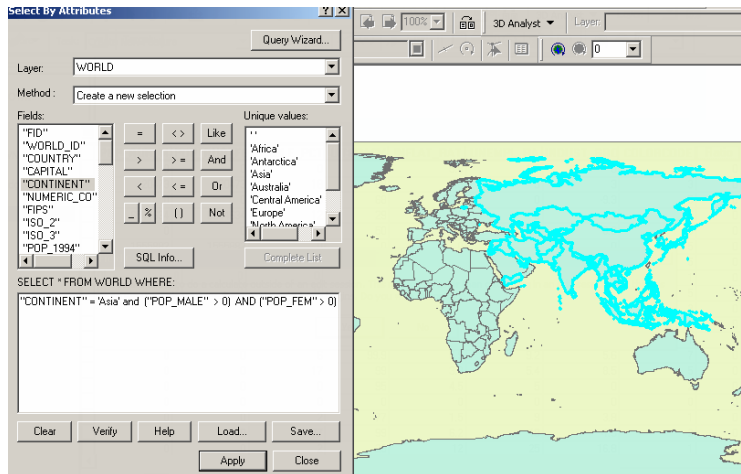 Select By Attributes
Query Wizard...
Layer: WORLD
Method : Create a new selection
Fields:
"FID"
"WORLD_ID"
"COUNTRY"
"CAPITAL"
"CONTINENT"
"NUMERIC_CO"
"FIPS"
"ISO_2"
"ISO_3"
"POP_1994"
= < > Like
> > = And
< < = Or
_ % ( ) Not
SQL Info...
Unique values:
' '
'Africa'
'Antarctica'
'Asia'
'Australia'
'Central America'
'Europe'
'North America'
Complete List
SELECT * FROM WORLD WHERE:
"CONTINENT" = 'Asia' and ("POP_MALE" > 0) AND ("POP_FEM" > 0)
Clear Verify Help Load... Save...
Apply Close
100% 3D Analyst Layer:
0